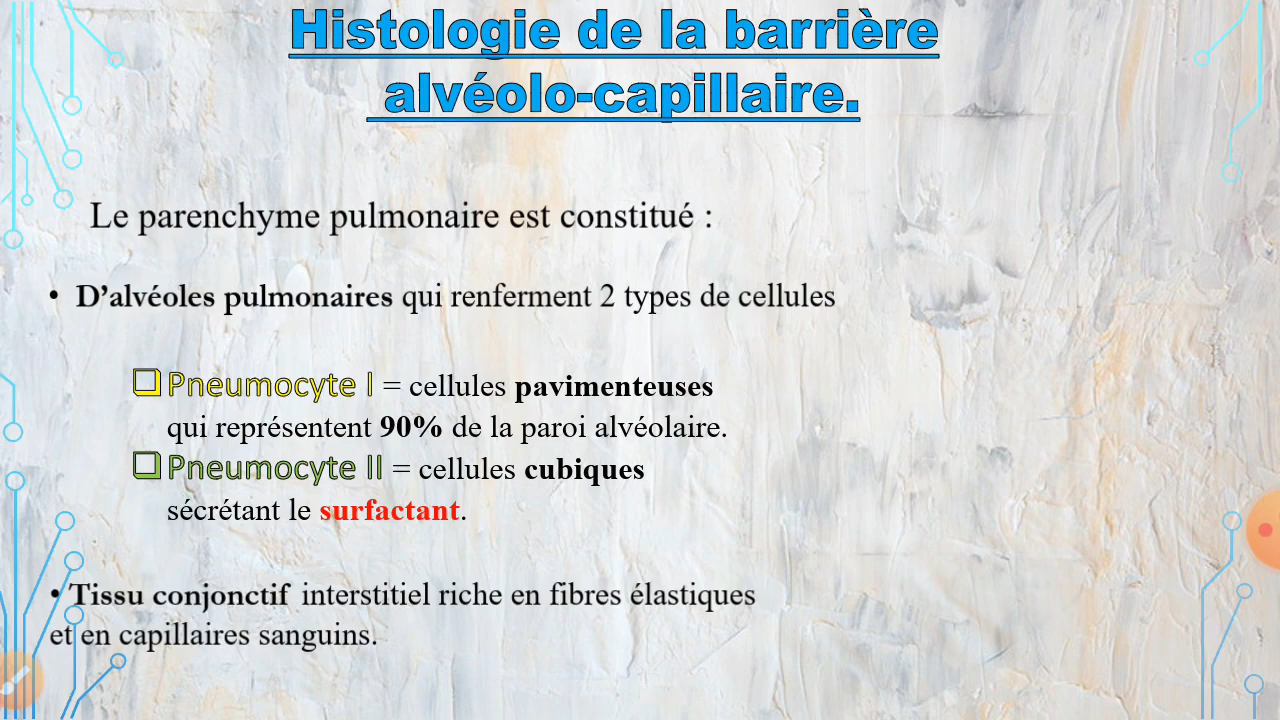 Histologie de la barrière
alvéolo-capillaire.
Le parenchyme pulmonaire est constitué :
• D’alvéoles pulmonaires qui renferment 2 types de cellules
❑ Pneumocyte I = cellules pavimenteuses
qui représentent 90% de la paroi alvéolaire.
❑ Pneumocyte II = cellules cubiques
sécrétant le surfactant.
• Tissu conjonctif interstitiel riche en fibres élastiques
et en capillaires sanguins.